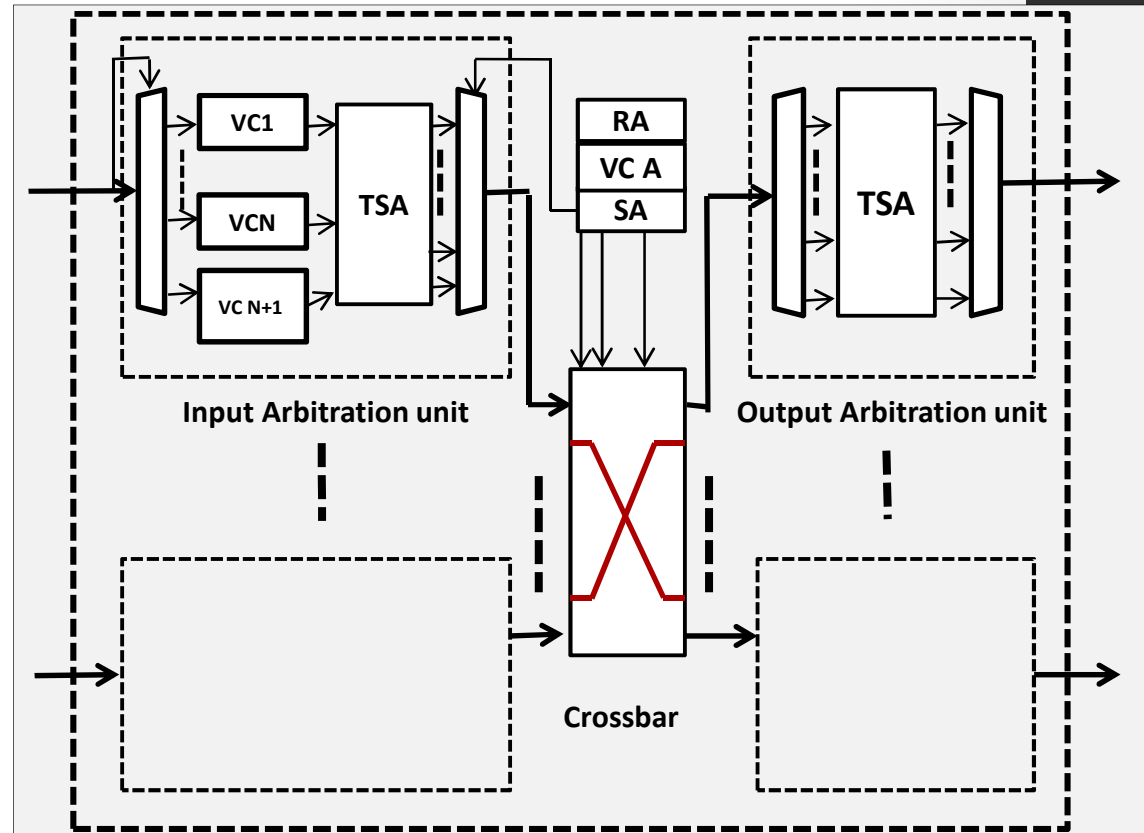 VC1
VCN
VC N+1
TSA
RA
VC A
SA
TSA
Input Arbitration unit
Output Arbitration unit
Crossbar